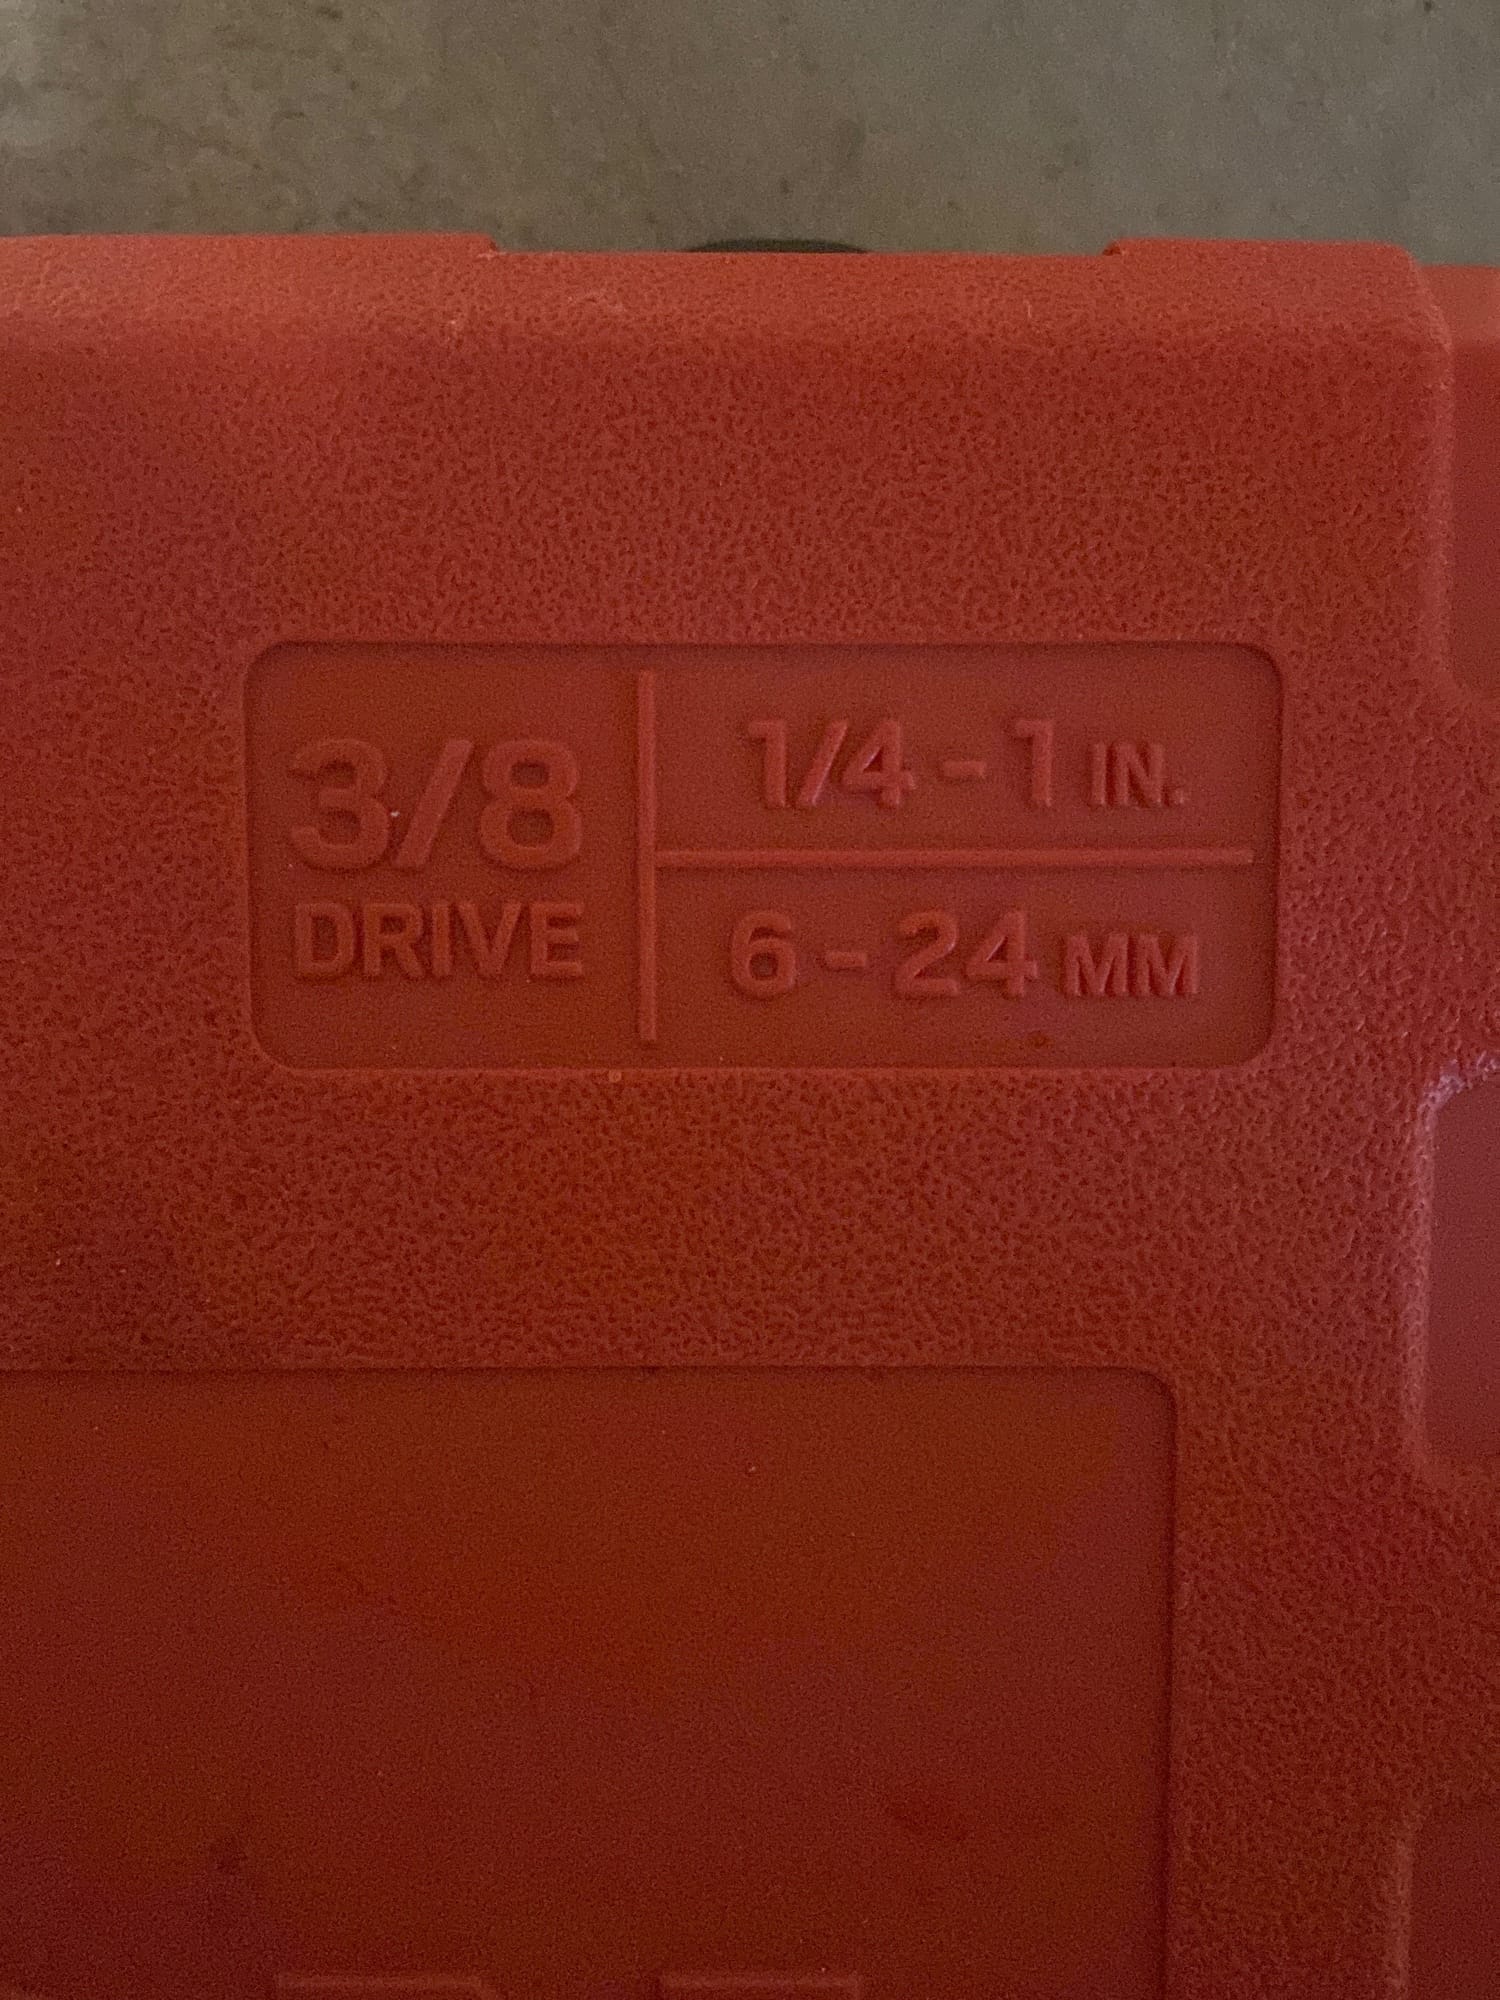 3/8
DRIVE
1/4 - 1 IN.
6 - 24 MM